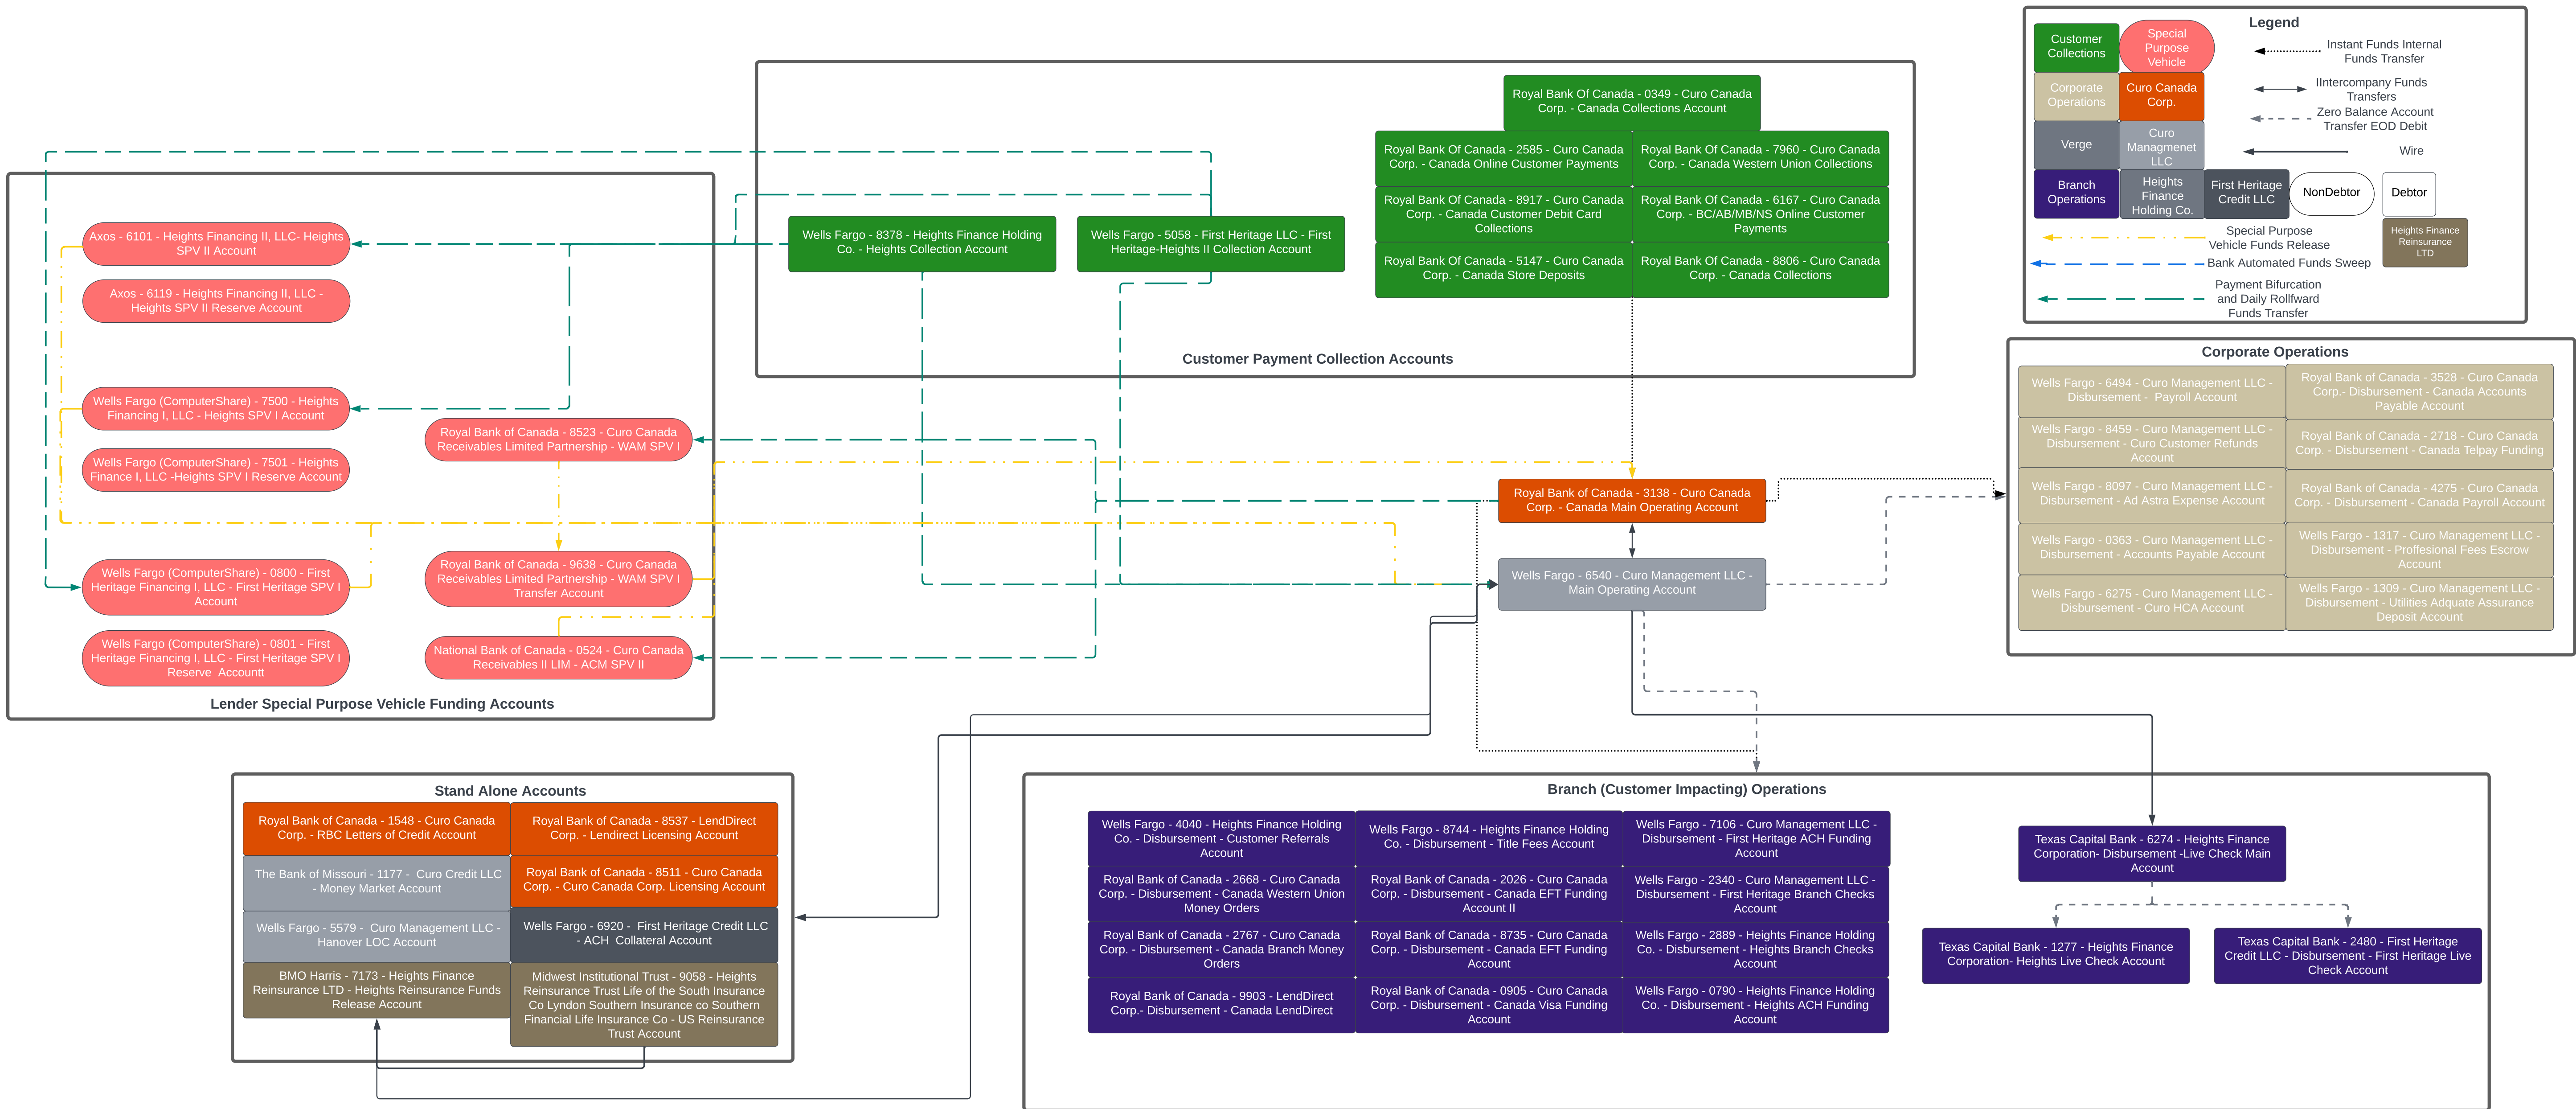 Legend
Customer
Collections
Special
Purpose
Vehicle
Instant Funds Internal
Funds Transfer
Corporate
Operations
Curo Canada
Corp.
IIntercompany Funds
Transfers
Zero Balance Account
Transfer EOD Debit
Verge
Curo
Managmenet
LLC
Wire
Branch
Operations
Heights
Finance
Holding Co.
First Heritage
Credit LLC
NonDebtor
Debtor
Special Purpose
Vehicle Funds Release
Heights Finance
Reinsurance
LTD
Bank Automated Funds Sweep
Payment Bifurcation
and Daily Rollfward
Funds Transfer
Royal Bank Of Canada - 0349 - Curo Canada
Corp. - Canada Collections Account
Royal Bank Of Canada - 2585 - Curo Canada
Corp. - Canada Online Customer Payments
Royal Bank Of Canada - 7960 - Curo Canada
Corp. - Canada Western Union Collections
Royal Bank Of Canada - 8917 - Curo Canada
Corp. - Canada Customer Debit Card
Collections
Royal Bank Of Canada - 6167 - Curo Canada
Corp. - BC/AB/MB/NS Online Customer
Payments
Royal Bank Of Canada - 5147 - Curo Canada
Corp. - Canada Store Deposits
Royal Bank Of Canada - 8806 - Curo Canada
Corp. - Canada Collections
Wells Fargo - 8378 - Heights Finance Holding
Co. - Heights Collection Account
Wells Fargo - 5058 - First Heritage LLC - First
Heritage-Heights II Collection Account
Customer Payment Collection Accounts
Axos - 6101 - Heights Financing II, LLC- Heights
SPV II Account
Axos - 6119 - Heights Financing II, LLC -
Heights SPV II Reserve Account
Wells Fargo (ComputerShare) - 7500 - Heights
Financing I, LLC - Heights SPV I Account
Wells Fargo (ComputerShare) - 7501 - Heights
Finance I, LLC -Heights SPV I Reserve Account
Royal Bank of Canada - 8523 - Curo Canada
Receivables Limited Partnership - WAM SPV I
Wells Fargo (ComputerShare) - 0800 - First
Heritage Financing I, LLC - First Heritage SPV I
Account
Royal Bank of Canada - 9638 - Curo Canada
Receivables Limited Partnership - WAM SPV I
Transfer Account
Wells Fargo (ComputerShare) - 0801 - First
Heritage Financing I, LLC - First Heritage SPV I
Reserve  Accountt
National Bank of Canada - 0524 - Curo Canada
Receivables II LIM - ACM SPV II
Lender Special Purpose Vehicle Funding Accounts
Royal Bank of Canada - 3138 - Curo Canada
Corp. - Canada Main Operating Account
Wells Fargo - 6540 - Curo Management LLC -
Main Operating Account
Corporate Operations
Wells Fargo - 6494 - Curo Management LLC -
Disbursement -  Payroll Account
Royal Bank of Canada - 3528 - Curo Canada
Corp.- Disbursement - Canada Accounts
Payable Account
Wells Fargo - 8459 - Curo Management LLC -
Disbursement - Curo Customer Refunds
Account
Royal Bank of Canada - 2718 - Curo Canada
Corp. - Disbursement - Canada Telpay Funding
Wells Fargo - 8097 - Curo Management LLC -
Disbursement - Ad Astra Expense Account
Royal Bank of Canada - 4275 - Curo Canada
Corp. - Disbursement - Canada Payroll Account
Wells Fargo - 0363 - Curo Management LLC -
Disbursement - Accounts Payable Account
Wells Fargo - 1317 - Curo Management LLC -
Disbursement - Proffesional Fees Escrow
Account
Wells Fargo - 6275 - Curo Management LLC -
Disbursement - Curo HCA Account
Wells Fargo - 1309 - Curo Management LLC -
Disbursement - Utilities Adquate Assurance
Deposit Account
Stand Alone Accounts
Royal Bank of Canada - 1548 - Curo Canada
Corp. - RBC Letters of Credit Account
Royal Bank of Canada - 8537 - LendDirect
Corp. - Lendirect Licensing Account
The Bank of Missouri - 1177 -  Curo Credit LLC
- Money Market Account
Royal Bank of Canada - 8511 - Curo Canada
Corp. - Curo Canada Corp. Licensing Account
Wells Fargo - 5579 -  Curo Management LLC -
Hanover LOC Account
Wells Fargo - 6920 -  First Heritage Credit LLC
- ACH  Collateral Account
BMO Harris - 7173 - Heights Finance
Reinsurance LTD - Heights Reinsurance Funds
Release Account
Midwest Institutional Trust - 9058 - Heights
Reinsurance Trust Life of the South Insurance
Co Lyndon Southern Insurance co Southern
Financial Life Insurance Co - US Reinsurance
Trust Account
Branch (Customer Impacting) Operations
Wells Fargo - 4040 - Heights Finance Holding
Co. - Disbursement - Customer Referrals
Account
Wells Fargo - 8744 - Heights Finance Holding
Co. - Disbursement - Title Fees Account
Wells Fargo - 7106 - Curo Management LLC -
Disbursement - First Heritage ACH Funding
Account
Royal Bank of Canada - 2668 - Curo Canada
Corp. - Disbursement - Canada Western Union
Money Orders
Royal Bank of Canada - 2026 - Curo Canada
Corp. - Disbursement - Canada EFT Funding
Account II
Wells Fargo - 2340 - Curo Management LLC -
Disbursement - First Heritage Branch Checks
Account
Royal Bank of Canada - 2767 - Curo Canada
Corp. - Disbursement - Canada Branch Money
Orders
Royal Bank of Canada - 8735 - Curo Canada
Corp. - Disbursement - Canada EFT Funding
Account
Wells Fargo - 2889 - Heights Finance Holding
Co. - Disbursement - Heights Branch Checks
Account
Royal Bank of Canada - 9903 - LendDirect
Corp.- Disbursement - Canada LendDirect
Royal Bank of Canada - 0905 - Curo Canada
Corp. - Disbursement - Canada Visa Funding
Account
Wells Fargo - 0790 - Heights Finance Holding
Co. - Disbursement - Heights ACH Funding
Account
Texas Capital Bank - 6274 - Heights Finance
Corporation- Disbursement -Live Check Main
Account
Texas Capital Bank - 1277 - Heights Finance
Corporation- Heights Live Check Account
Texas Capital Bank - 2480 - First Heritage
Credit LLC - Disbursement - First Heritage Live
Check Account